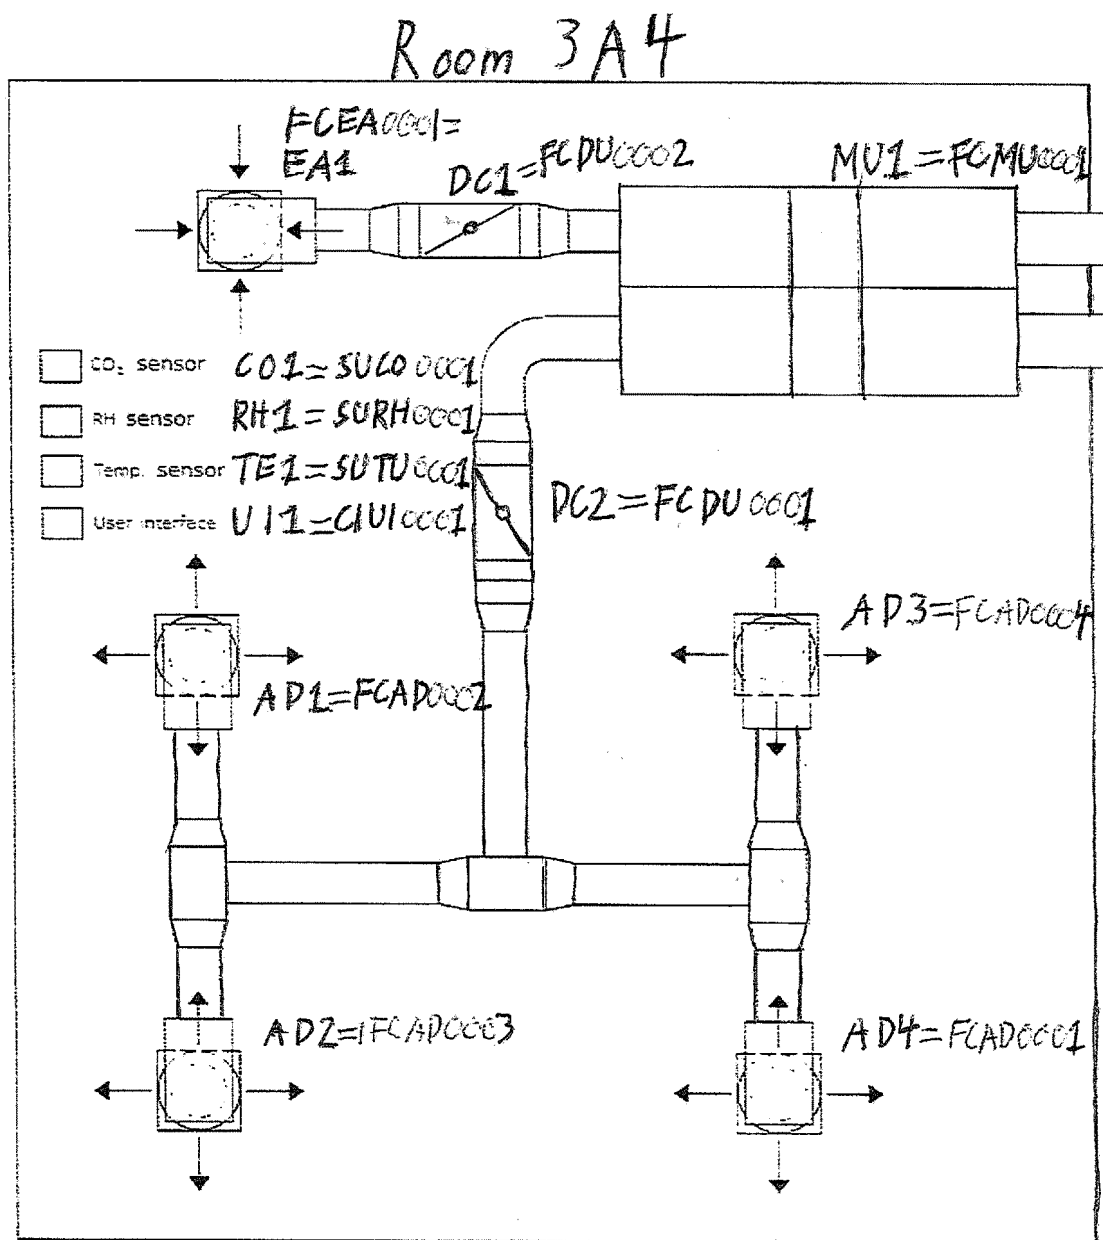 Room 3A4
FCEA0001=
EA1
DC1=FCDU0002
MU1=FCMU0001
CO₂ sensor CO1=SUCO0001
RH sensor RH1=SURH0001
Temp. sensor TE1=SUTU0001
User interface UI1=CIUI0001
DC2=FCDU0001
AD3=FCAD0004
AD1=FCAD0002
AD2=FCAD0003
AD4=FCAD0001